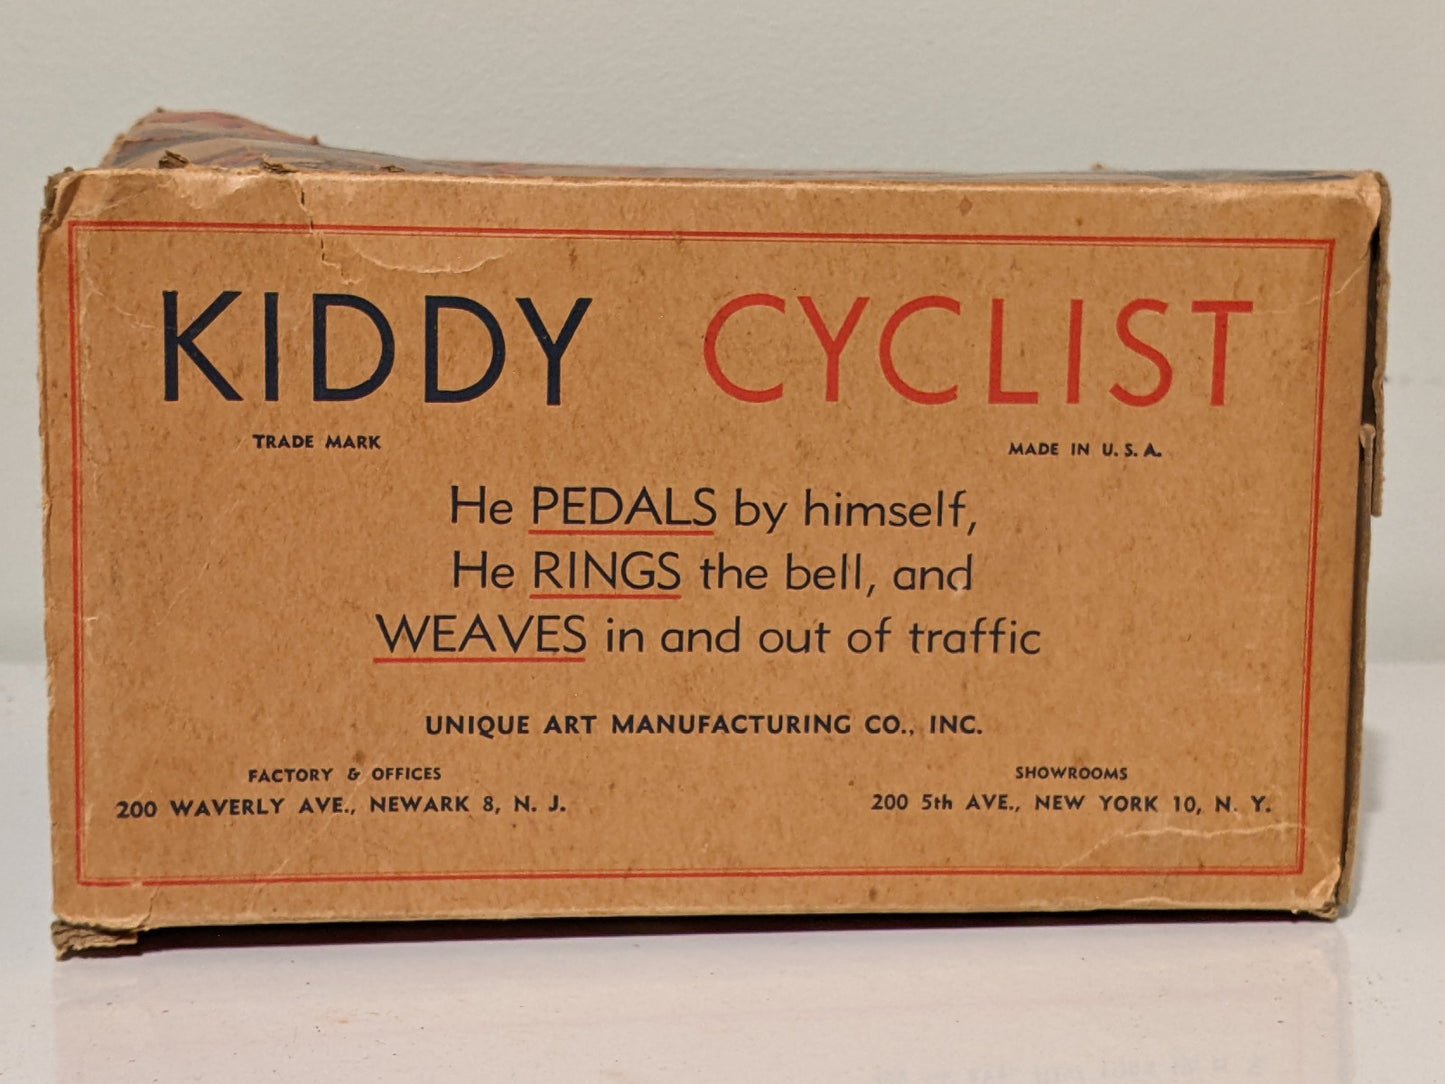 KIDDY CYCLIST
TRADE MARK MADE IN U. S. A.
He PEDALS by himself,
He RINGS the bell, and
WEAVES in and out of traffic
UNIQUE ART MANUFACTURING CO., INC.
FACTORY & OFFICES SHOWROOMS
200 WAVERLY AVE., NEWARK 8, N. J. 200 5th AVE., NEW YORK 10, N. Y.